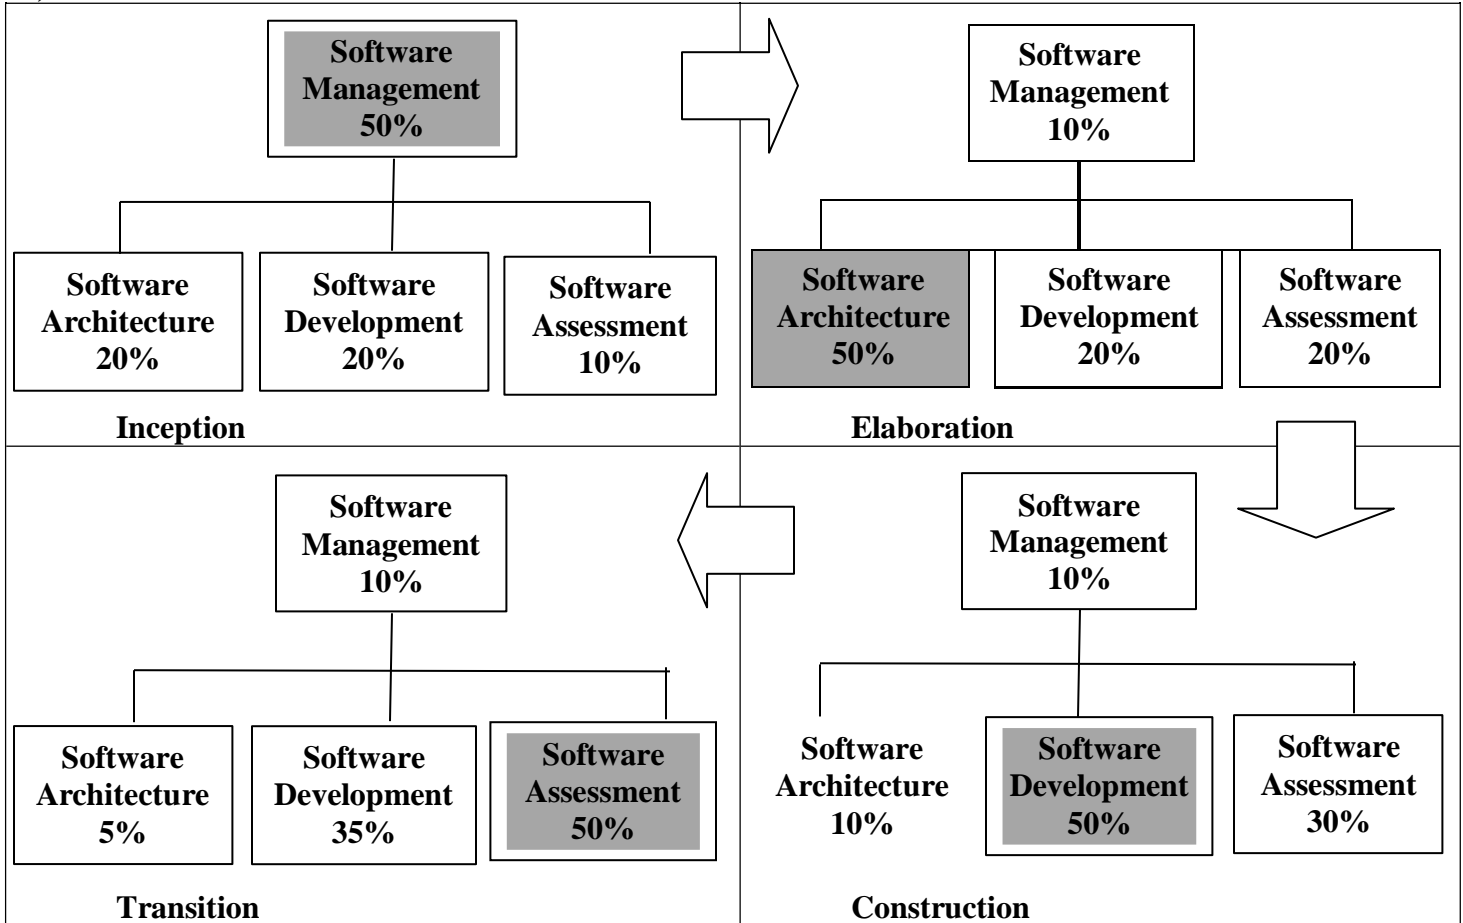 Software
Management
50%
Software
Architecture
20%
Software
Development
20%
Software
Assessment
10%
Inception
Software
Management
10%
Software
Architecture
50%
Software
Development
20%
Software
Assessment
20%
Elaboration
Software
Management
10%
Software
Architecture
5%
Software
Development
35%
Software
Assessment
50%
Transition
Software
Management
10%
Software
Architecture
10%
Software
Development
50%
Software
Assessment
30%
Construction